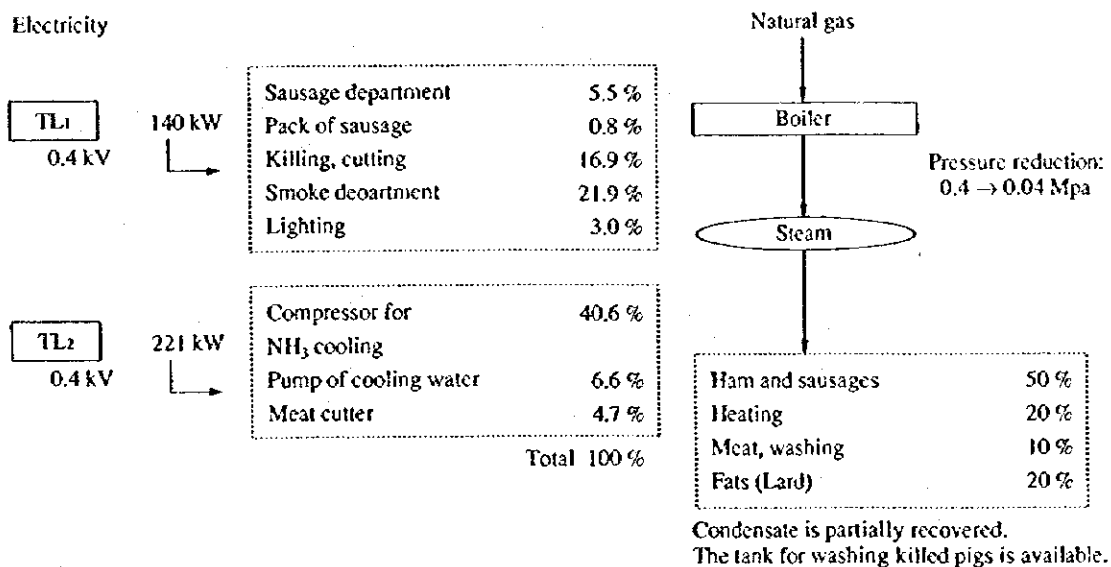 Electricity
TL1
0.4 kV
140 kW
Sausage department 5.5 %
Pack of sausage 0.8 %
Killing, cutting 16.9 %
Smoke deoartment 21.9 %
Lighting 3.0 %
TL2
0.4 kV
221 kW
Compressor for 40.6 %
NH3 cooling
Pump of cooling water 6.6 %
Meat cutter 4.7 %
Total 100 %
Natural gas
Boiler
Pressure reduction:
0.4 → 0.04 Mpa
Steam
Ham and sausages 50 %
Heating 20 %
Meat, washing 10 %
Fats (Lard) 20 %
Condensate is partially recovered.
The tank for washing killed pigs is available.